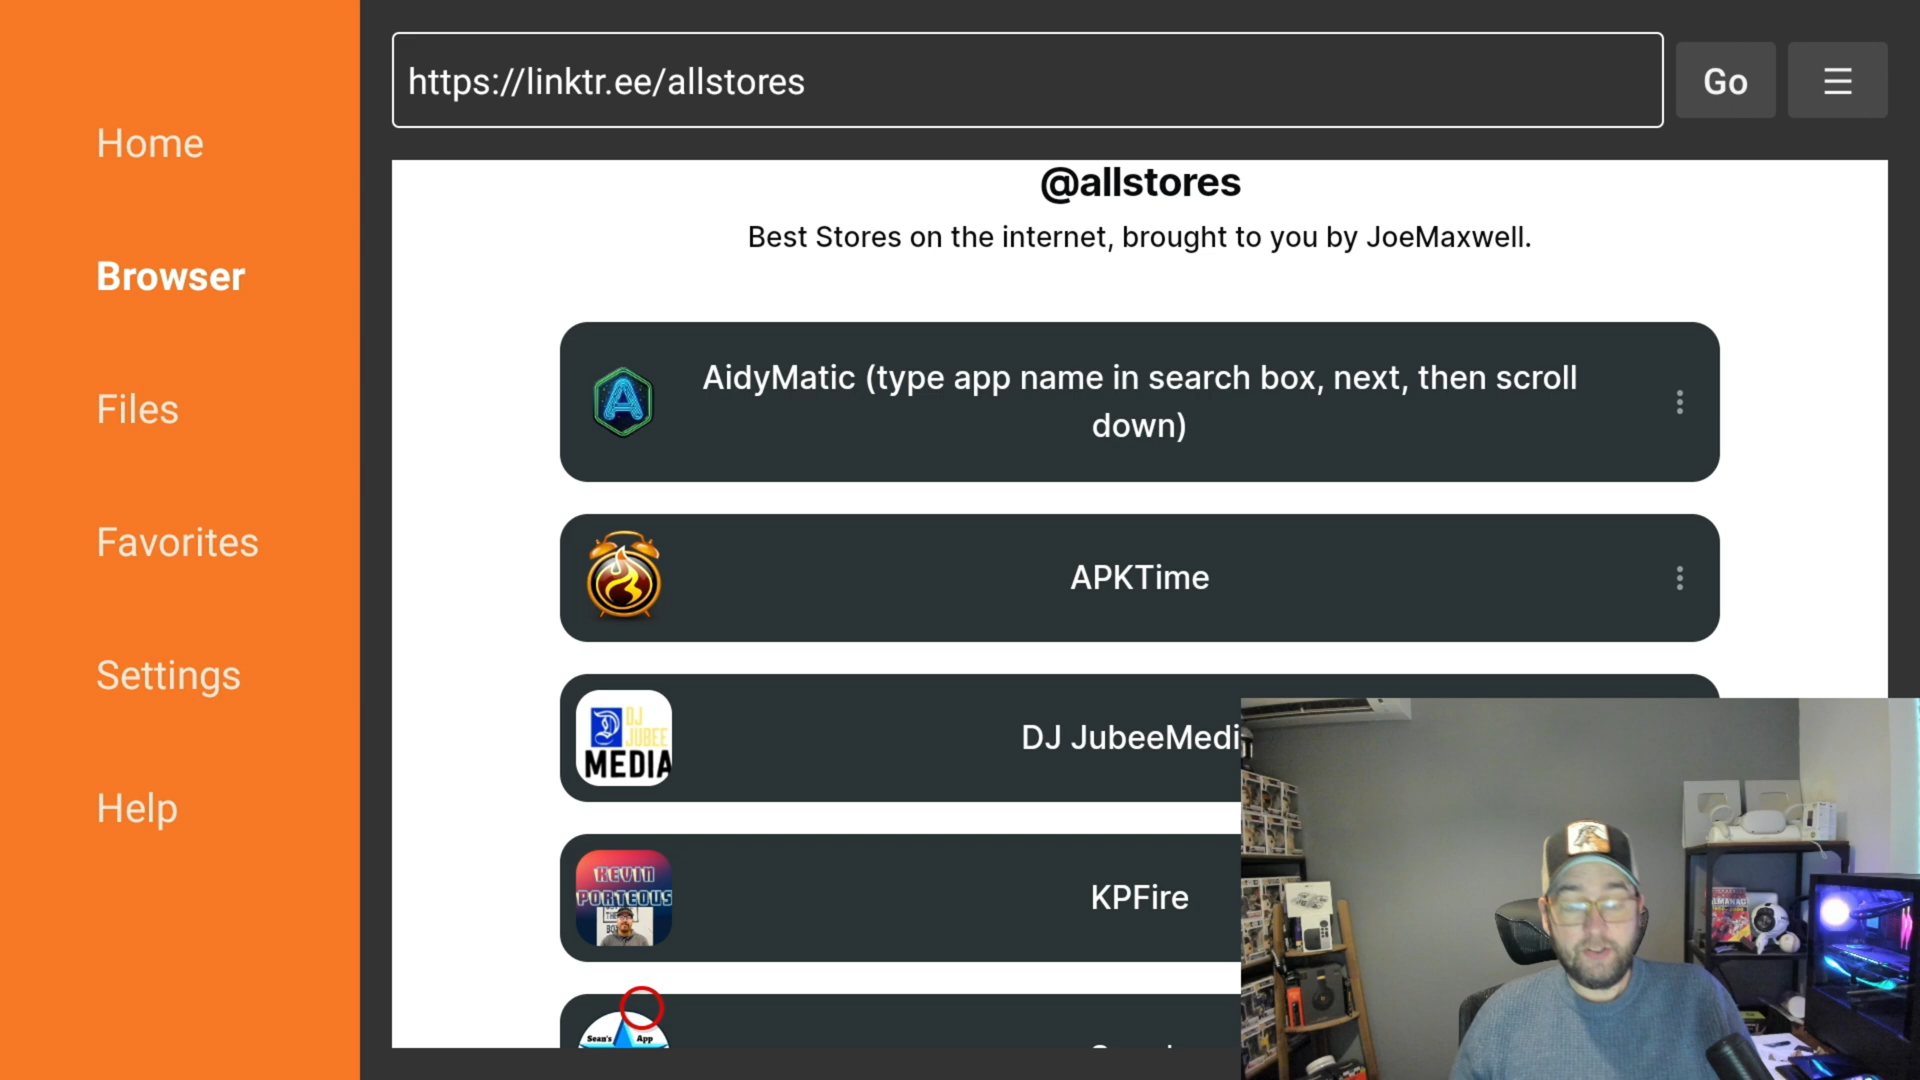 Home
Browser
Files
Favorites
Settings
Help
https://linktr.ee/allstores
Go
@allstores
Best Stores on the internet, brought to you by JoeMaxwell.
AidyMatic (type app name in search box, next, then scroll
down)
APKTime
DJ
JUBEE
MEDIA
DJ JubeeMedi
KEVIN
PORTEOUS
KPFire
Sean's App